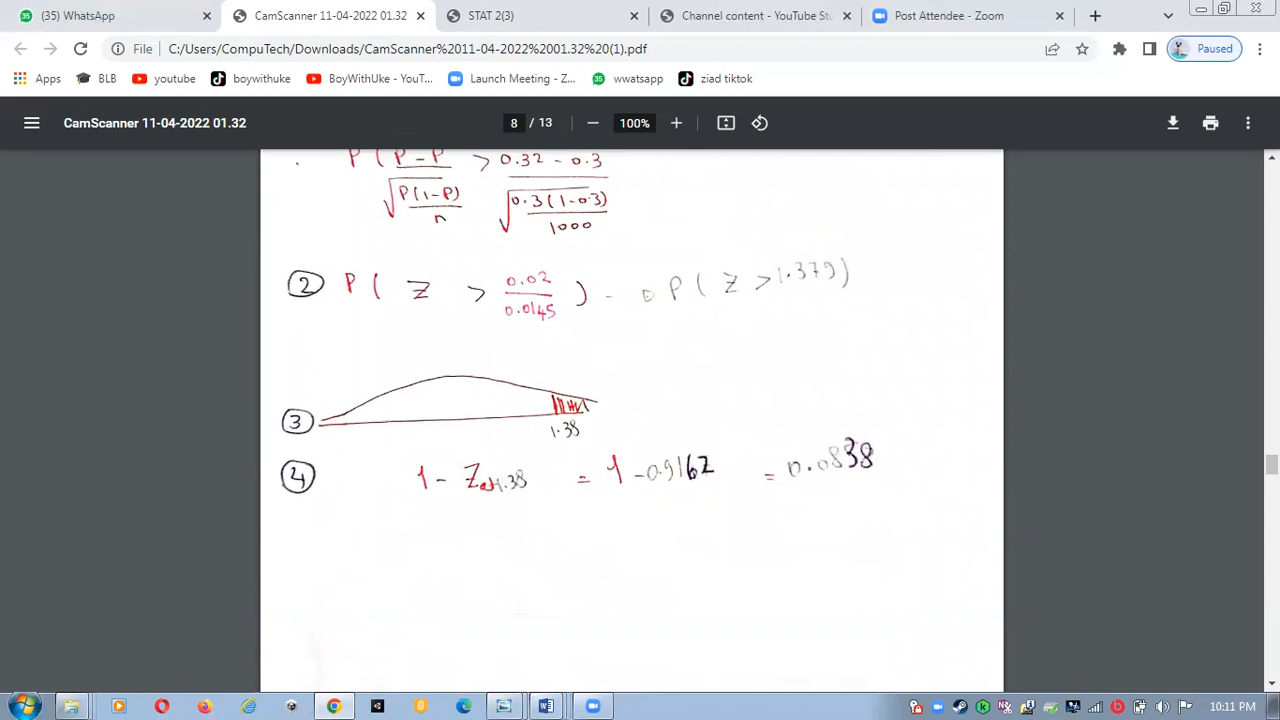 (35) WhatsApp
CamScanner 11-04-2022 01.32
STAT 2(3)
Channel content - YouTube Stu
Post Attendee - Zoom
File
C:/Users/CompuTech/Downloads/CamScanner%2011-04-2022%2001.32%20(1).pdf
Paused
Apps
BLB
youtube
boywithuke
BoyWithUke - YouT...
Launch Meeting - Z...
wwatsapp
ziad tiktok
CamScanner 11-04-2022 01.32
8 / 13
100%
P ( P - P > 0.32 - 0.3
√ P(1-P) / n √ 0.3(1-0.3) / 1000
2 P ( Z > 0.02 / 0.0145 ) - P ( Z > 1.379)
3
1.38
4 1 - Z at 1.38 = 1 - 0.9162 = 0.0838
10:11 PM